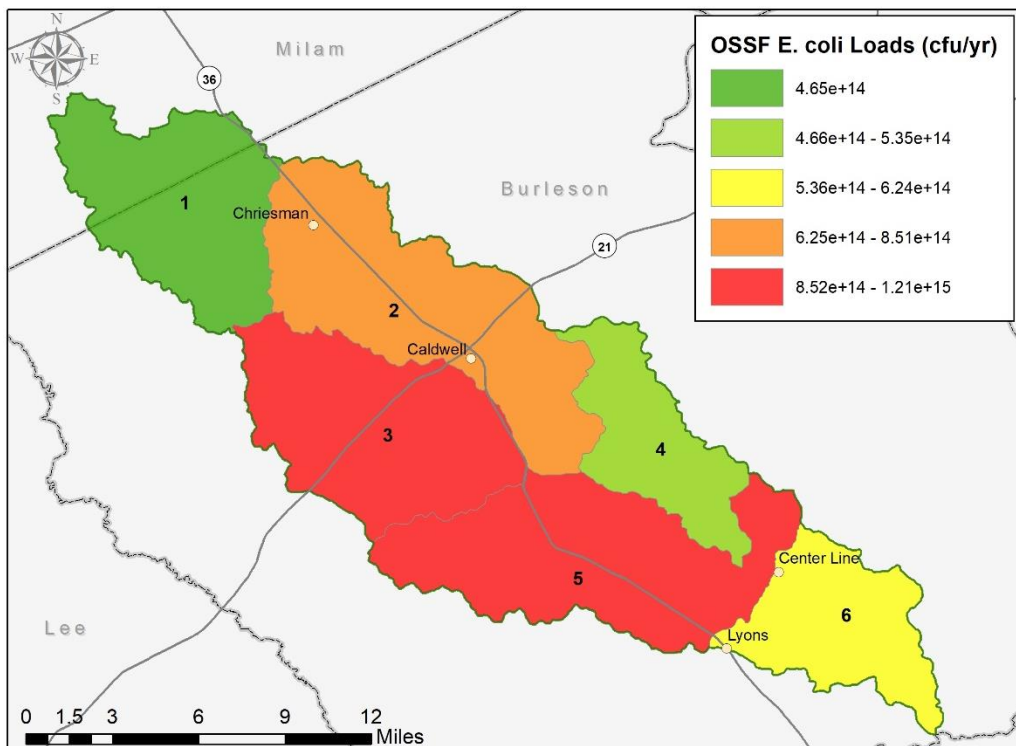 N
W E
S
Milam
36
OSSF E. coli Loads (cfu/yr)
4.65e+14
4.66e+14 - 5.35e+14
5.36e+14 - 6.24e+14
6.25e+14 - 8.51e+14
8.52e+14 - 1.21e+15
Burleson
1
Chriesman
21
2
Caldwell
3
4
Center Line
5
6
Lee
Lyons
0 1.5 3 6 9 12
Miles